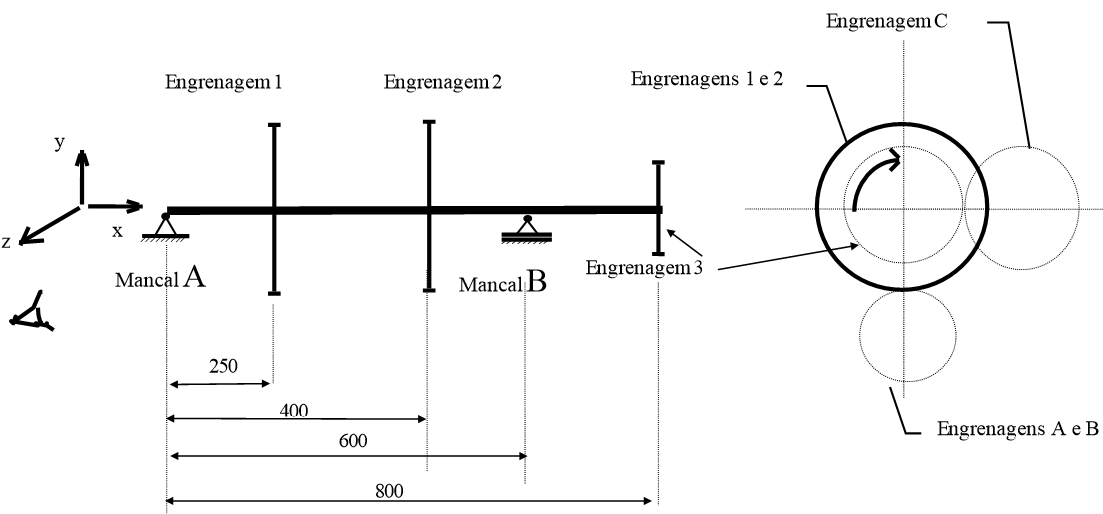 Engrenagem C
Engrenagem 1
Engrenagem 2
Engrenagens 1 e 2
y
x
z
Mancal A
Mancal B
Engrenagem 3
250
400
600
800
Engrenagens A e B